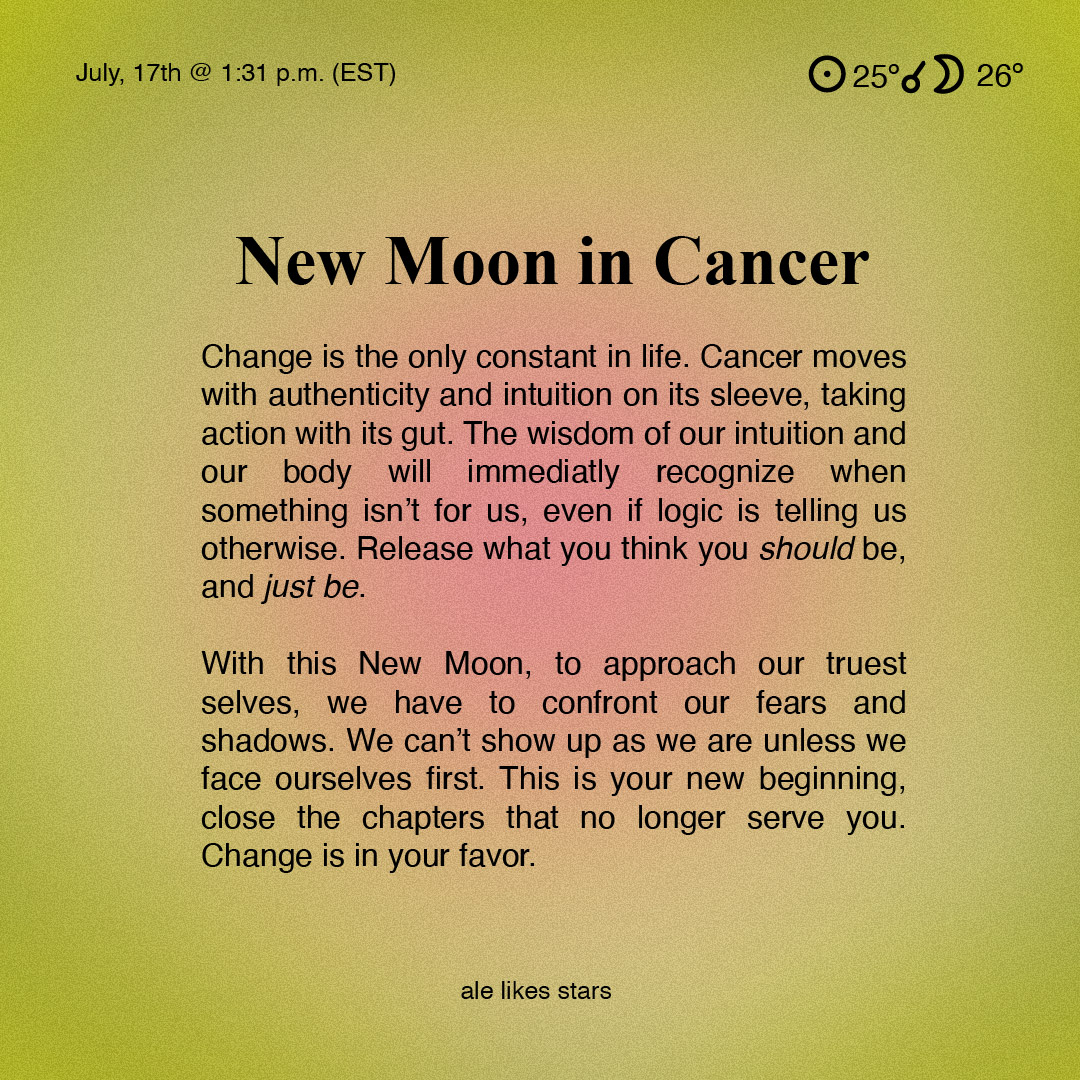 July, 17th @ 1:31 p.m. (EST)
☉ 25º ☌ ☽ 26º
New Moon in Cancer
Change is the only constant in life. Cancer moves
with authenticity and intuition on its sleeve, taking
action with its gut. The wisdom of our intuition and
our body will immediatly recognize when
something isn’t for us, even if logic is telling us
otherwise. Release what you think you should be,
and just be.
With this New Moon, to approach our truest
selves, we have to confront our fears and
shadows. We can’t show up as we are unless we
face ourselves first. This is your new beginning,
close the chapters that no longer serve you.
Change is in your favor.
ale likes stars